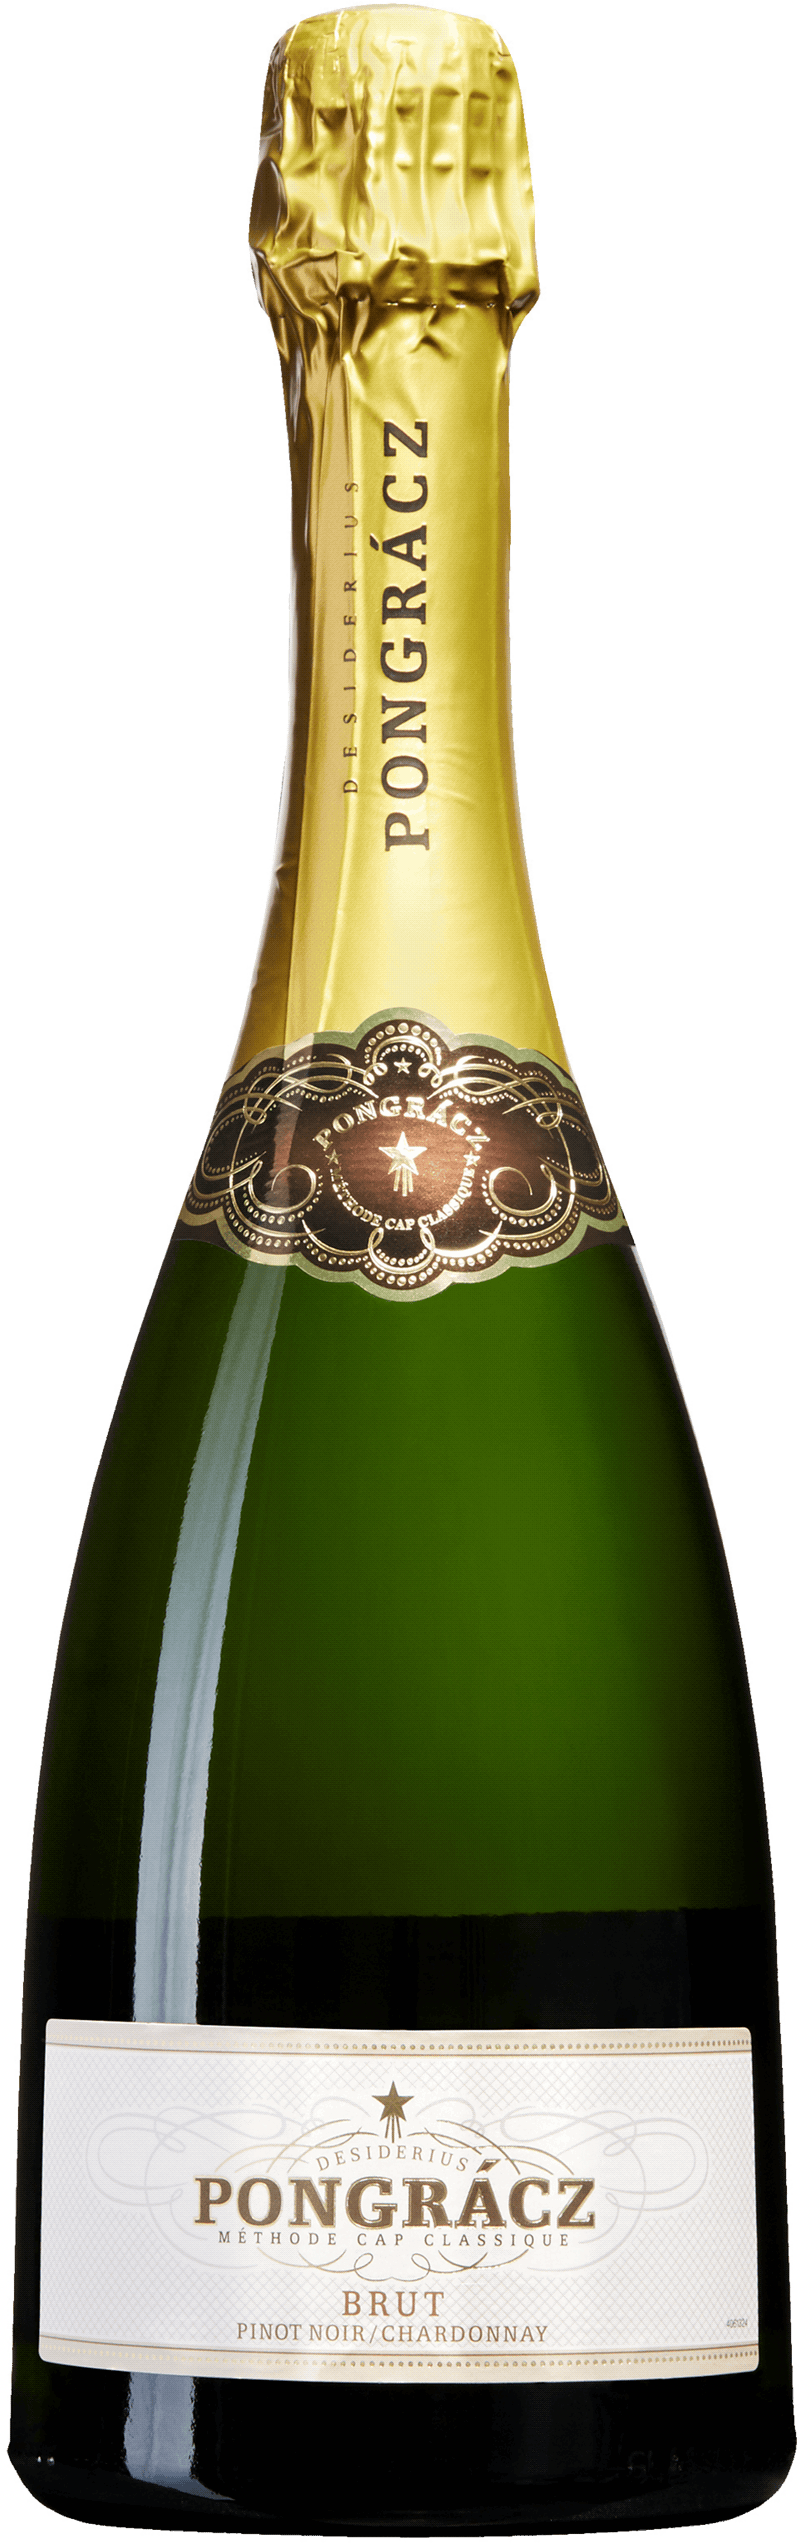 DESIDERIUS
PONGRÁCZ
PONGRÁCZ
MÉTHODE CAP CLASSIQUE
DESIDERIUS
PONGRÁCZ
MÉTHODE CAP CLASSIQUE
BRUT
PINOT NOIR/CHARDONNAY